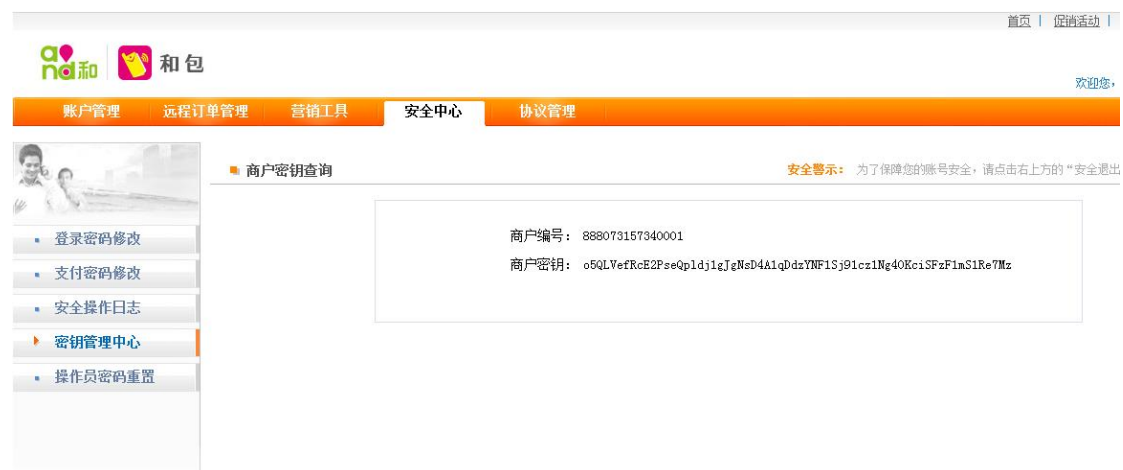 首页 | 促销活动 |
and和 和包
欢迎您，
账户管理 远程订单管理 营销工具 安全中心 协议管理
商户密钥查询 安全警示： 为了保障您的账号安全，请点击右上方的“安全退出
登录密码修改
支付密码修改
安全操作日志
密钥管理中心
操作员密码重置
商户编号： 888073157340001
商户密钥： o5QLVefRcE2PseQpldj1gJgNsD4A1qDdzYNF1Sj91cz1Ng4OKciSFzF1mS1Re7Mz